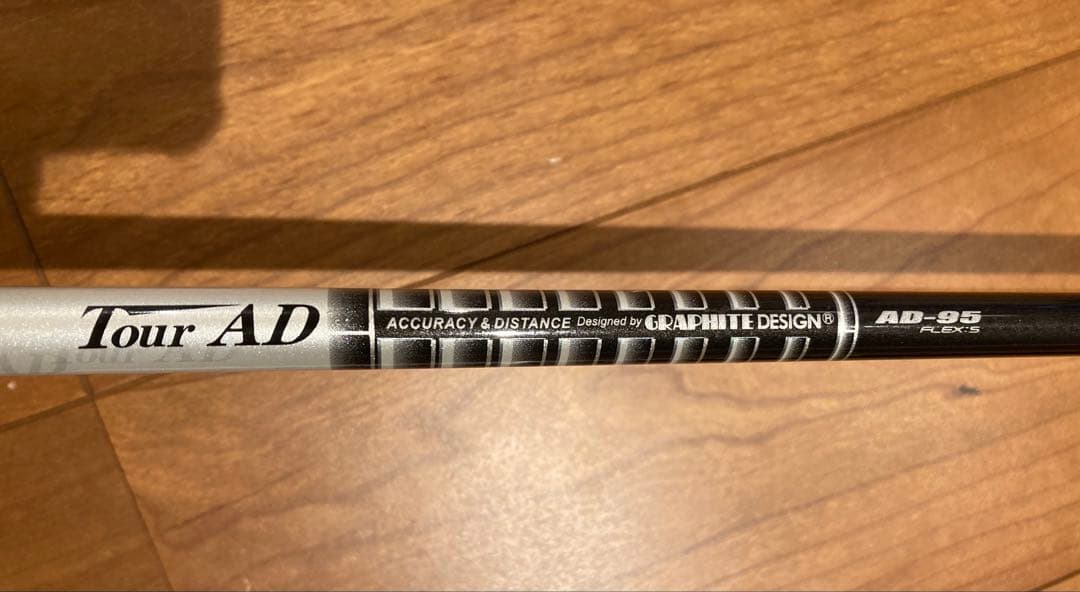 Tour AD
ACCURACY & DISTANCE Designed by GRAPHITE DESIGN®
AD-95
FLEX:S